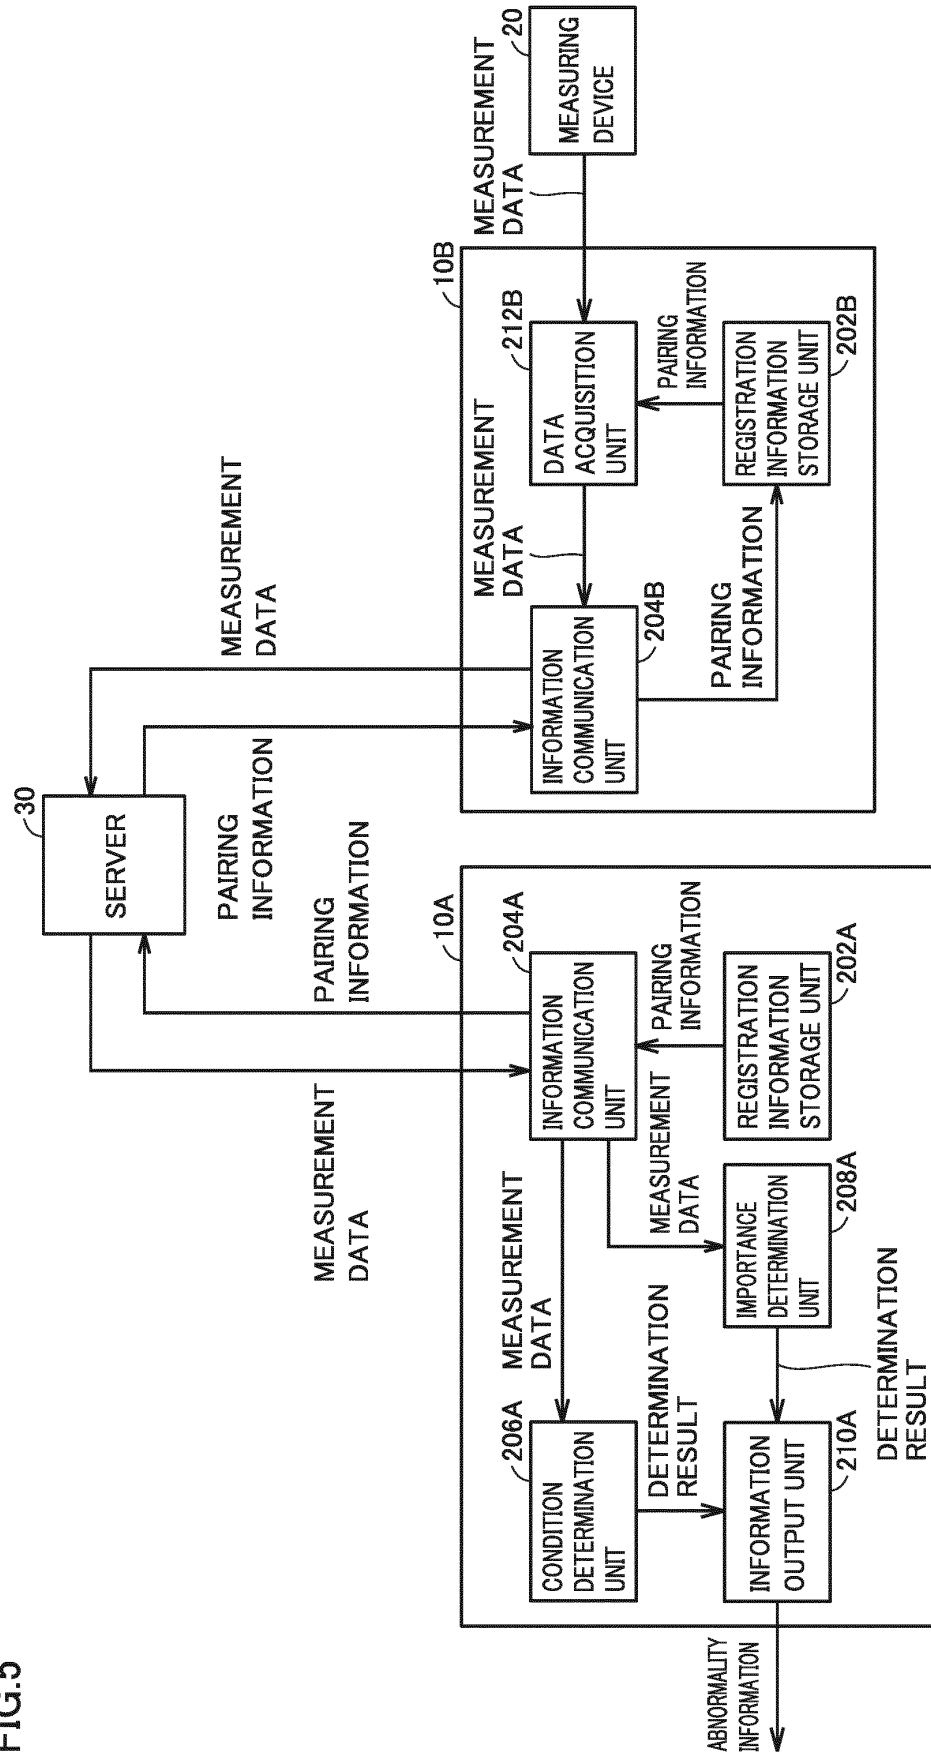 FIG.5
30
SERVER
MEASUREMENT
DATA
PAIRING
INFORMATION
PAIRING
INFORMATION
MEASUREMENT
DATA
10A
204A
INFORMATION
COMMUNICATION
UNIT
PAIRING
INFORMATION
202A
REGISTRATION
INFORMATION
STORAGE UNIT
MEASUREMENT
DATA
MEASUREMENT
DATA
206A
CONDITION
DETERMINATION
UNIT
208A
IMPORTANCE
DETERMINATION
UNIT
DETERMINATION
RESULT
DETERMINATION
RESULT
210A
INFORMATION
OUTPUT UNIT
ABNORMALITY
INFORMATION
10B
204B
INFORMATION
COMMUNICATION
UNIT
MEASUREMENT
DATA
212B
DATA
ACQUISITION
UNIT
PAIRING
INFORMATION
PAIRING
INFORMATION
202B
REGISTRATION
INFORMATION
STORAGE UNIT
MEASUREMENT
DATA
20
MEASURING
DEVICE